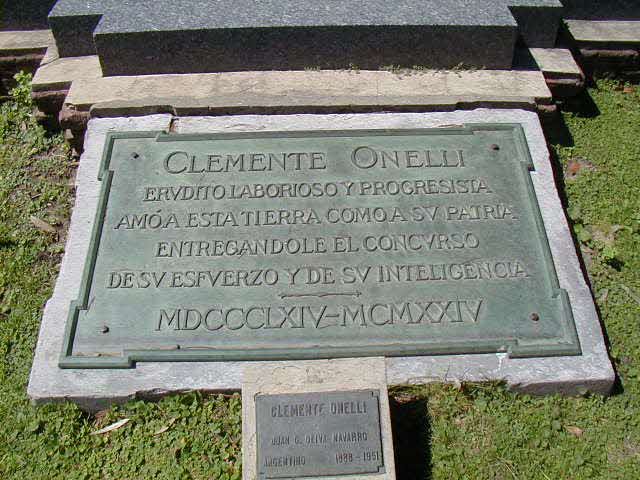 CLEMENTE ONELLI
ERVDITO LABORIOSO Y PROGRESISTA
AMÓ A ESTA TIERRA COMO A SV PATRIA
ENTREGANDOLE EL CONCVRSO
DE SV ESFVERZO Y DE SV INTELIGENCIA
MDCCCLXIV-MCMXXIV
CLEMENTE ONELLI
JUAN C. OLIVA NAVARRO
ARGENTINO 1888-1951